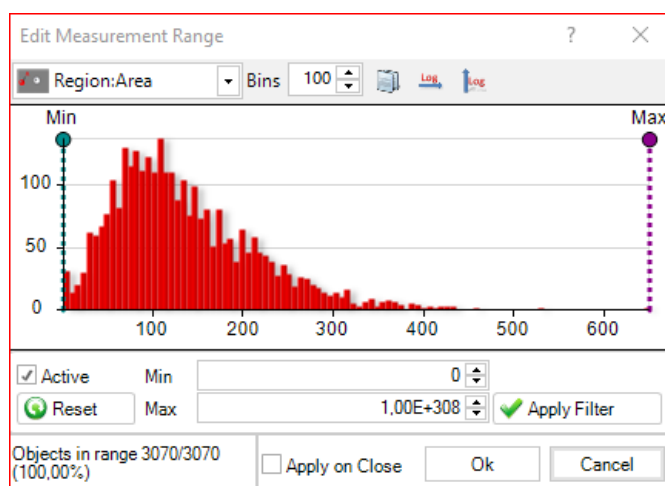 Edit Measurement Range ?
Region:Area Bins 100 Log Log
Min Max
100
50
0
100 200 300 400 500 600
Active Min 0
Reset Max 1,00E+308 Apply Filter
Objects in range 3070/3070
(100,00%)
Apply on Close Ok Cancel